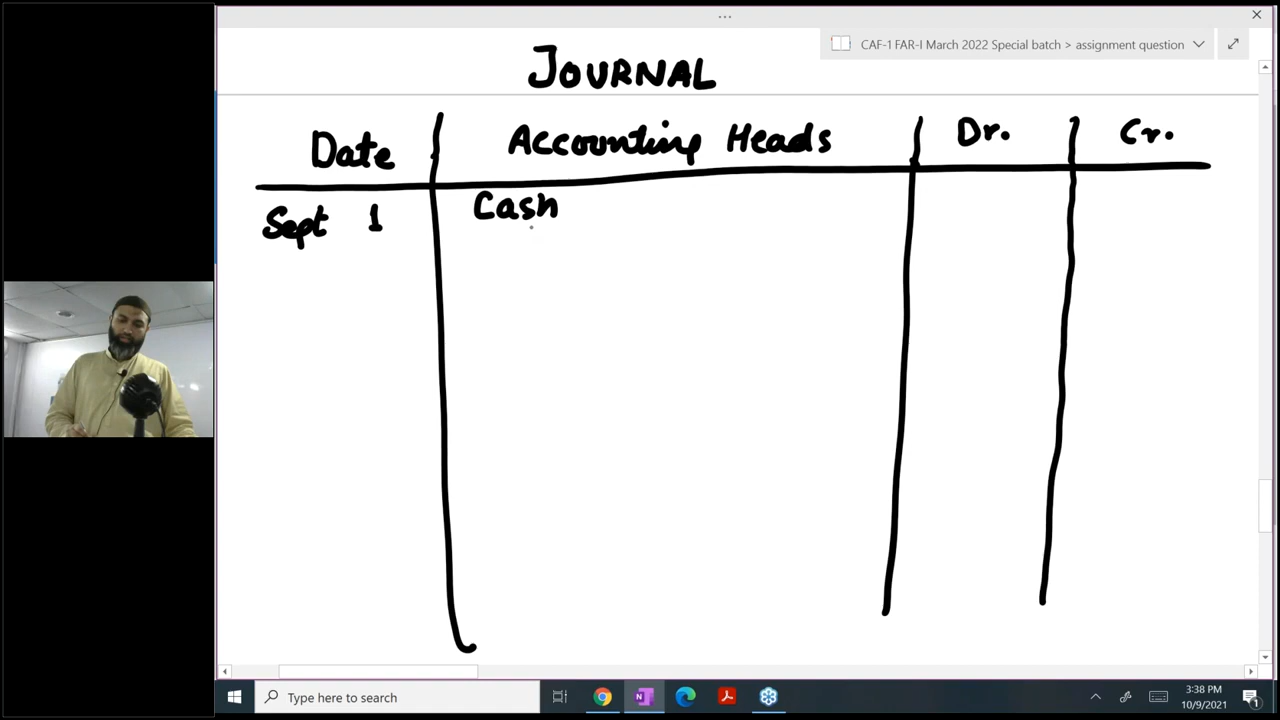 CAF-1 FAR-I March 2022 Special batch > assignment question
JOURNAL
Date Accounting Heads Dr. Cr.
Sept 1 Cash
Type here to search
3:38 PM
10/9/2021
1